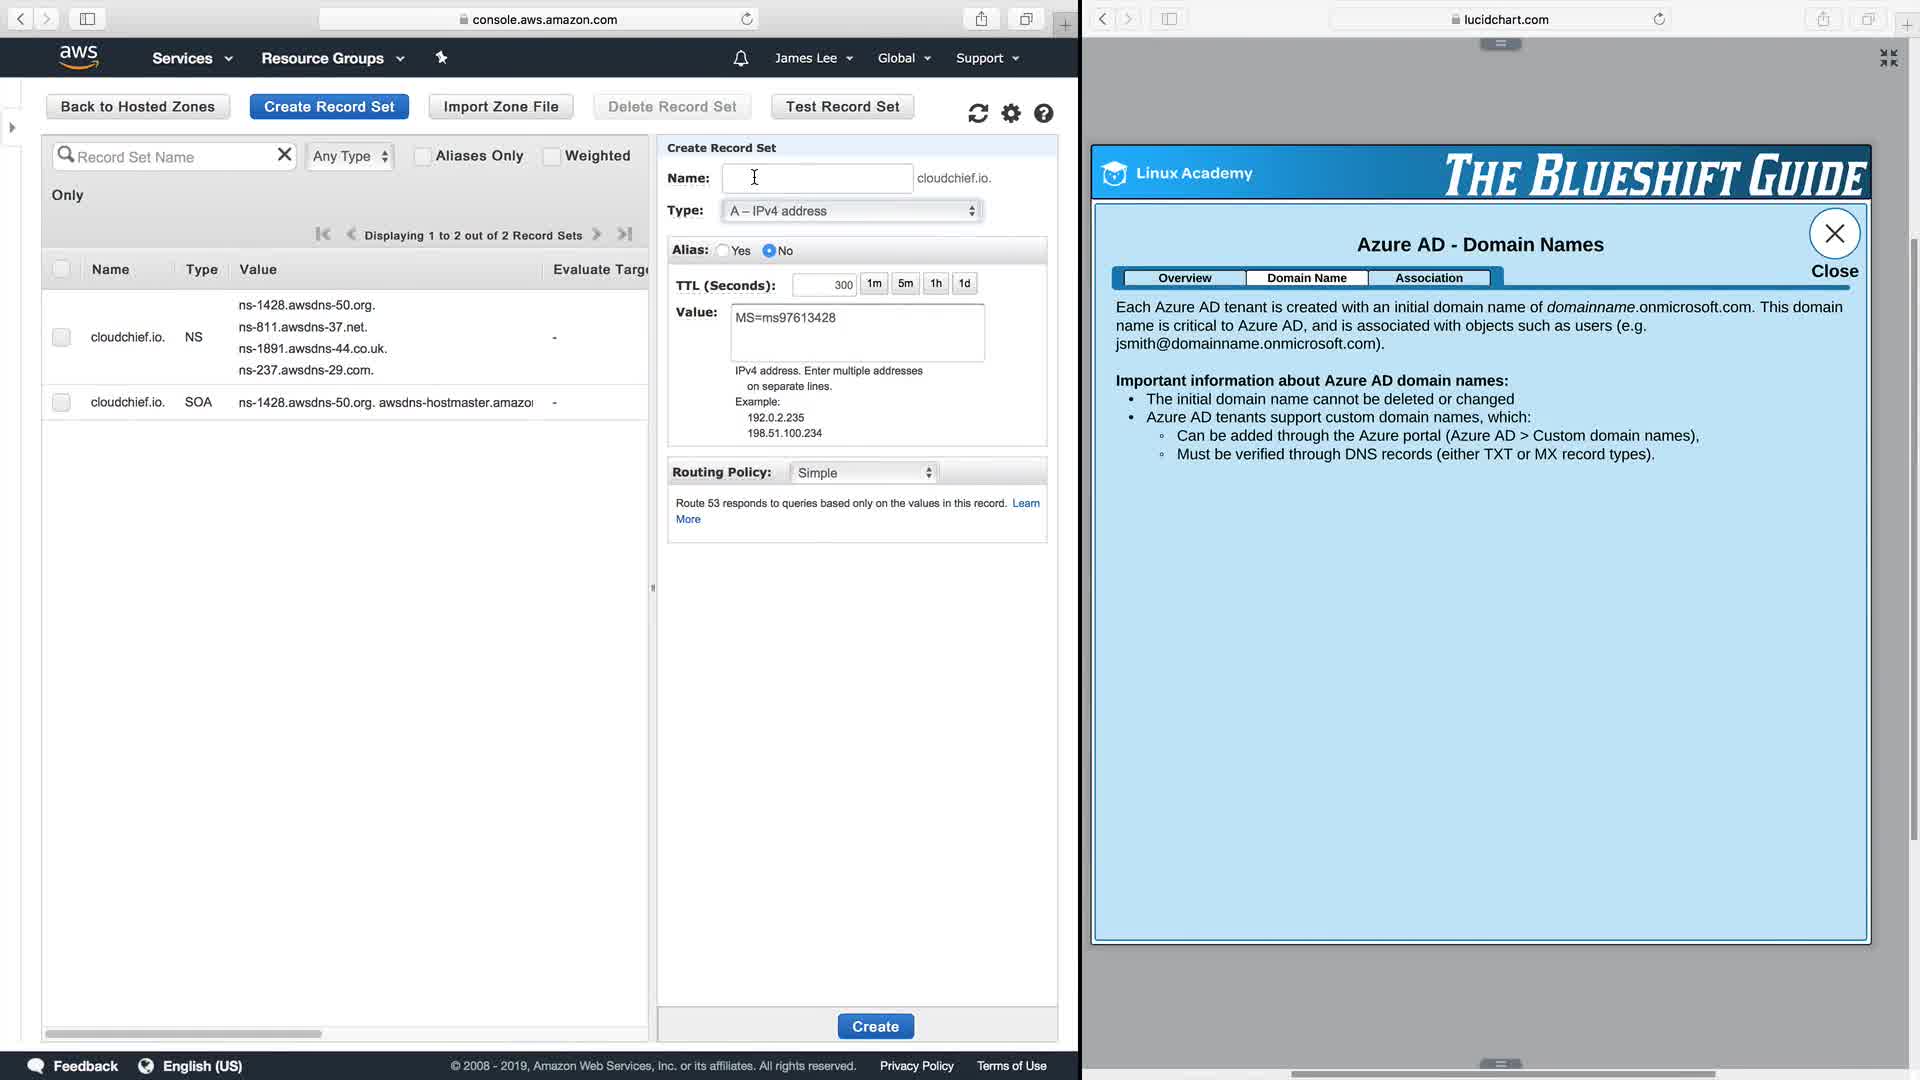 console.aws.amazon.com
aws
Services
Resource Groups
James Lee
Global
Support
Back to Hosted Zones
Create Record Set
Import Zone File
Delete Record Set
Test Record Set
Record Set Name
Any Type
Aliases Only
Weighted
Only
Displaying 1 to 2 out of 2 Record Sets
Name Type Value Evaluate Targe
cloudchief.io. NS
ns-1428.awsdns-50.org.
ns-811.awsdns-37.net.
ns-1891.awsdns-44.co.uk.
ns-237.awsdns-29.com.
-
cloudchief.io. SOA ns-1428.awsdns-50.org. awsdns-hostmaster.amazon -
Create Record Set
Name: cloudchief.io.
Type: A – IPv4 address
Alias: Yes No
TTL (Seconds): 300 1m 5m 1h 1d
Value: MS=ms97613428
IPv4 address. Enter multiple addresses
on separate lines.
Example:
192.0.2.235
198.51.100.234
Routing Policy: Simple
Route 53 responds to queries based only on the values in this record. Learn
More
Create
Feedback
English (US)
© 2008 - 2019, Amazon Web Services, Inc. or its affiliates. All rights reserved.
Privacy Policy
Terms of Use
lucidchart.com
Linux Academy
THE BLUESHIFT GUIDE
Azure AD - Domain Names
Close
Overview
Domain Name
Association
Each Azure AD tenant is created with an initial domain name of domainname.onmicrosoft.com. This domain
name is critical to Azure AD, and is associated with objects such as users (e.g.
jsmith@domainname.onmicrosoft.com).
Important information about Azure AD domain names:
• The initial domain name cannot be deleted or changed
• Azure AD tenants support custom domain names, which:
◦ Can be added through the Azure portal (Azure AD > Custom domain names),
◦ Must be verified through DNS records (either TXT or MX record types).